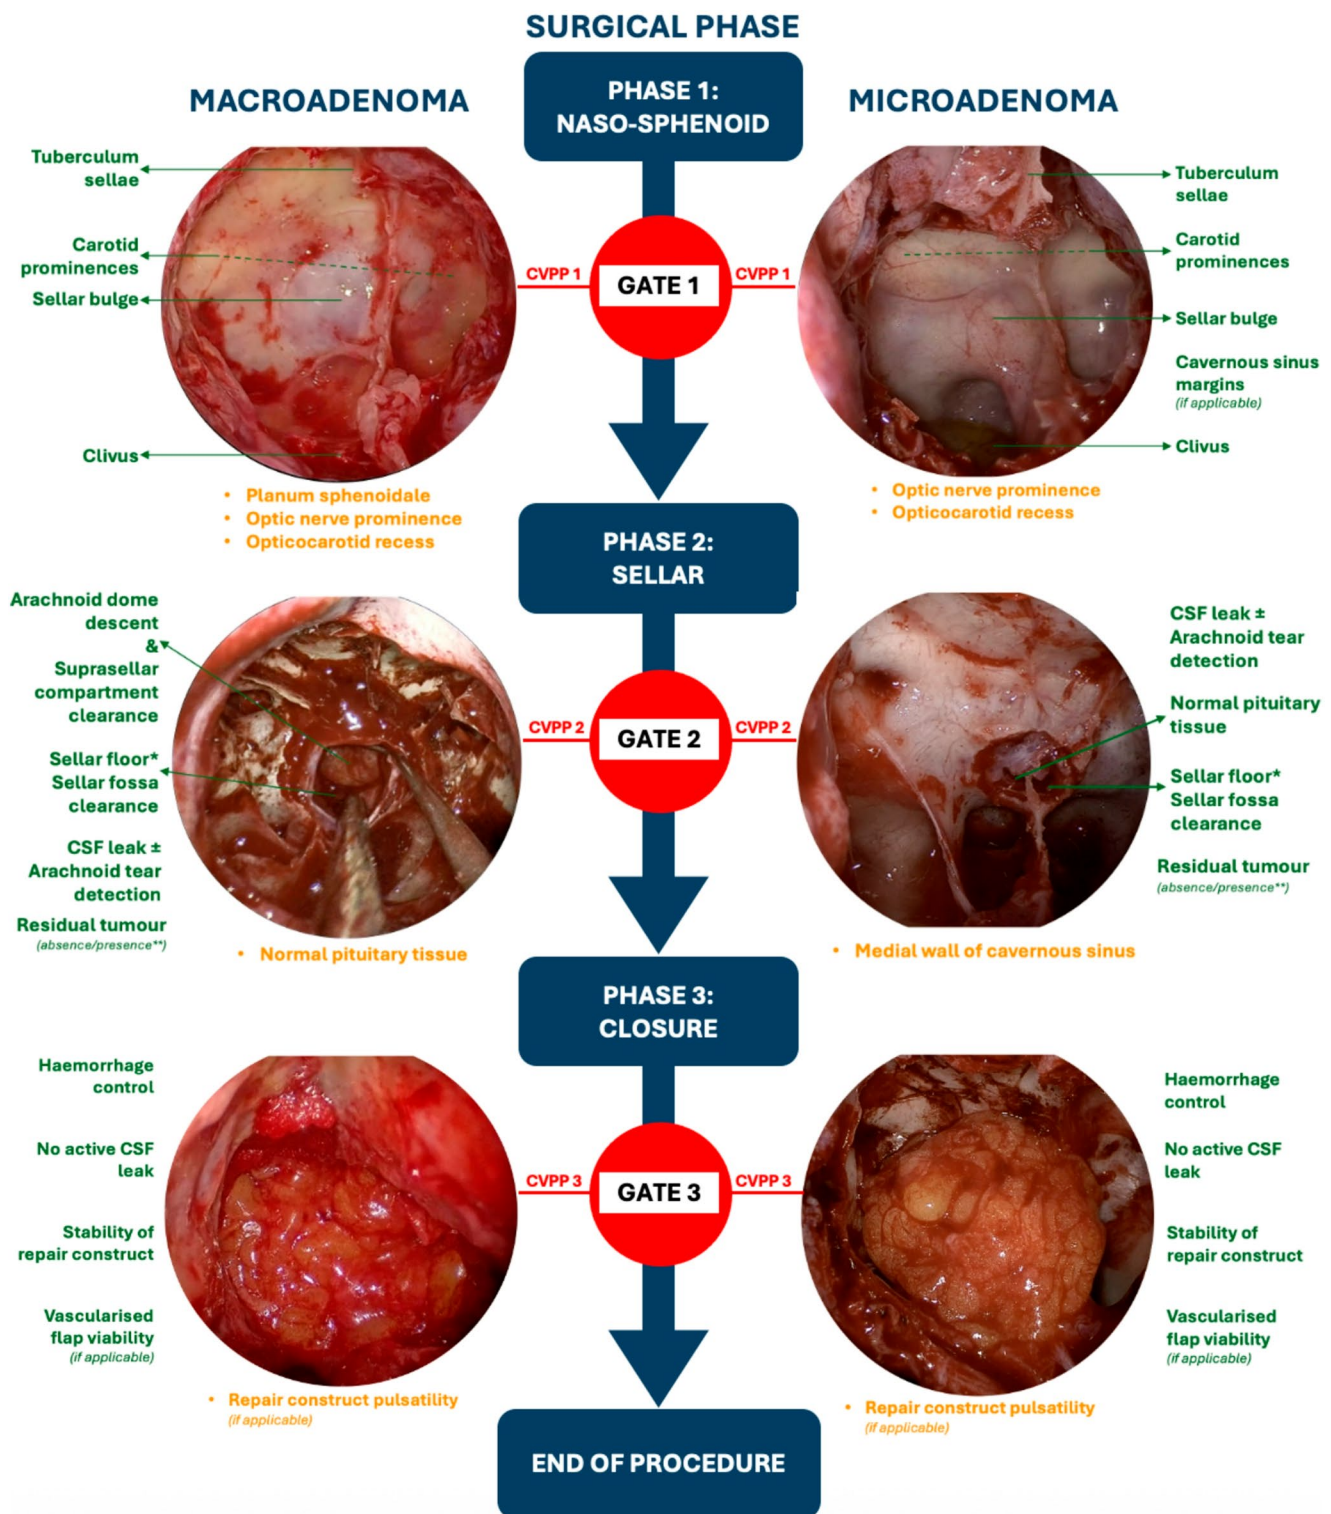 SURGICAL PHASE
MACROADENOMA
PHASE 1:
NASO-SPHENOID
MICROADENOMA
Tuberculum
sellae
Carotid
prominences
Sellar bulge
Clivus
• Planum sphenoidale
• Optic nerve prominence
• Opticocarotid recess
CVPP 1
GATE 1
CVPP 1
Tuberculum
sellae
Carotid
prominences
Sellar bulge
Cavernous sinus
margins
(if applicable)
Clivus
• Optic nerve prominence
• Opticocarotid recess
PHASE 2:
SELLAR
Arachnoid dome
descent
&
Suprasellar
compartment
clearance
Sellar floor*
Sellar fossa
clearance
CSF leak ±
Arachnoid tear
detection
Residual tumour
(absence/presence**)
• Normal pituitary tissue
CVPP 2
GATE 2
CVPP 2
CSF leak ±
Arachnoid tear
detection
Normal pituitary
tissue
Sellar floor*
Sellar fossa
clearance
Residual tumour
(absence/presence**)
• Medial wall of cavernous sinus
PHASE 3:
CLOSURE
Haemorrhage
control
No active CSF
leak
Stability of
repair construct
Vascularised
flap viability
(if applicable)
• Repair construct pulsatility
(if applicable)
CVPP 3
GATE 3
CVPP 3
Haemorrhage
control
No active CSF
leak
Stability of
repair construct
Vascularised
flap viability
(if applicable)
• Repair construct pulsatility
(if applicable)
END OF PROCEDURE